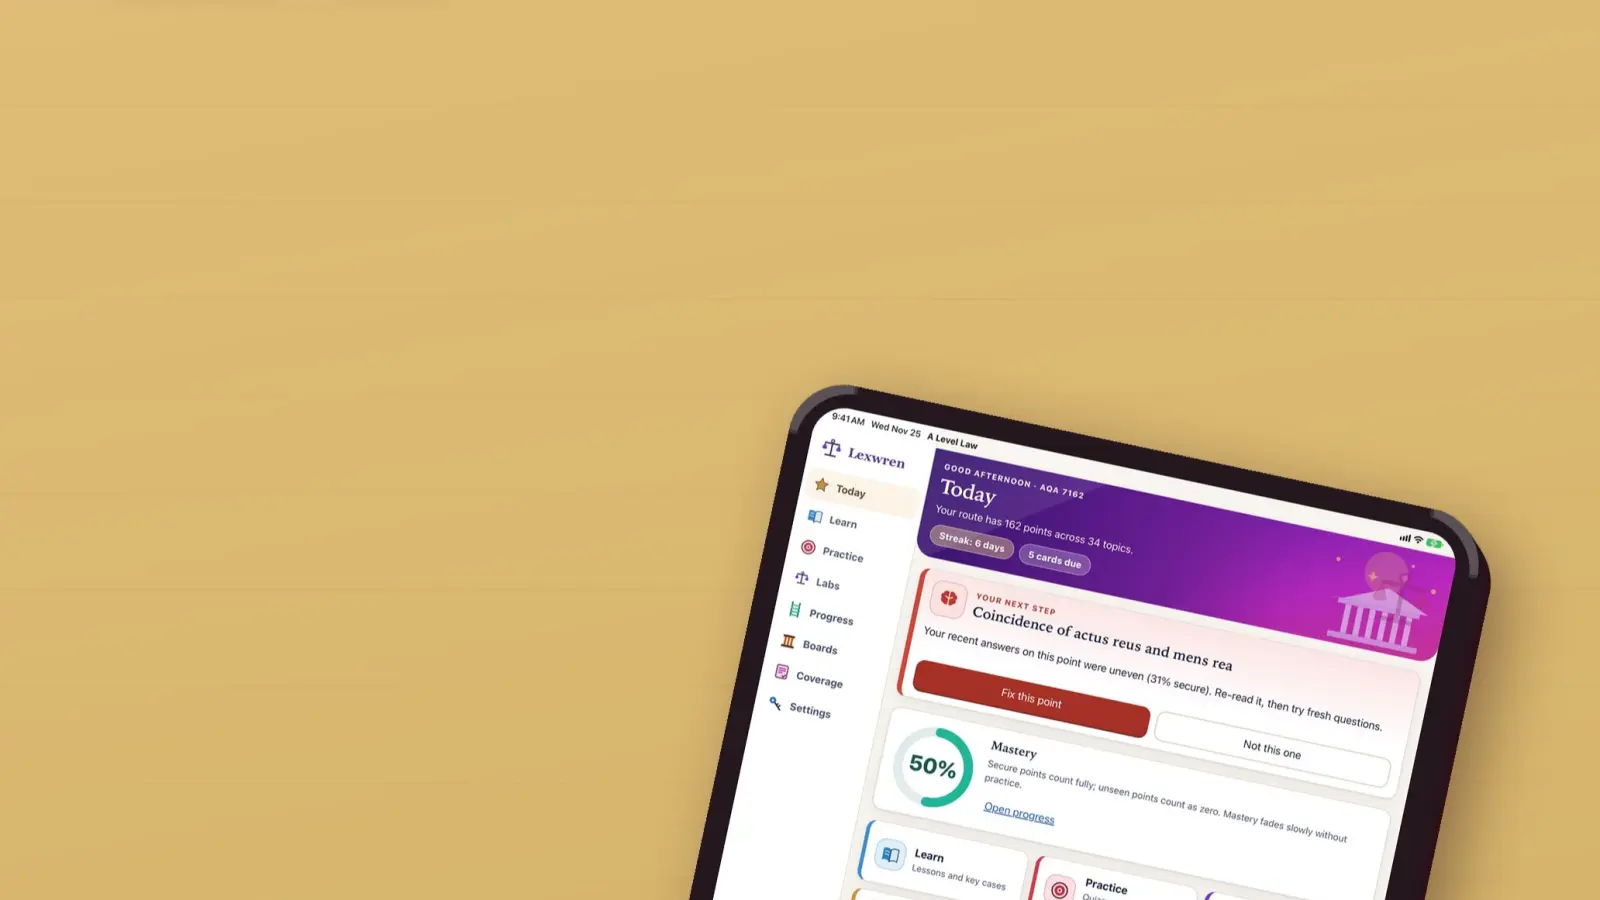 9:41 AM Wed Nov 25 A Level Law
Lexwren
Today
Learn
Practice
Labs
Progress
Boards
Coverage
Settings
GOOD AFTERNOON · AQA 7162
Today
Your route has 162 points across 34 topics.
Streak: 6 days
5 cards due
YOUR NEXT STEP
Coincidence of actus reus and mens rea
Your recent answers on this point were uneven (31% secure). Re-read it, then try fresh questions.
Fix this point
Not this one
50%
Mastery
Secure points count fully; unseen points count as zero. Mastery fades slowly without
practice.
Open progress
Learn
Lessons and key cases
Practice